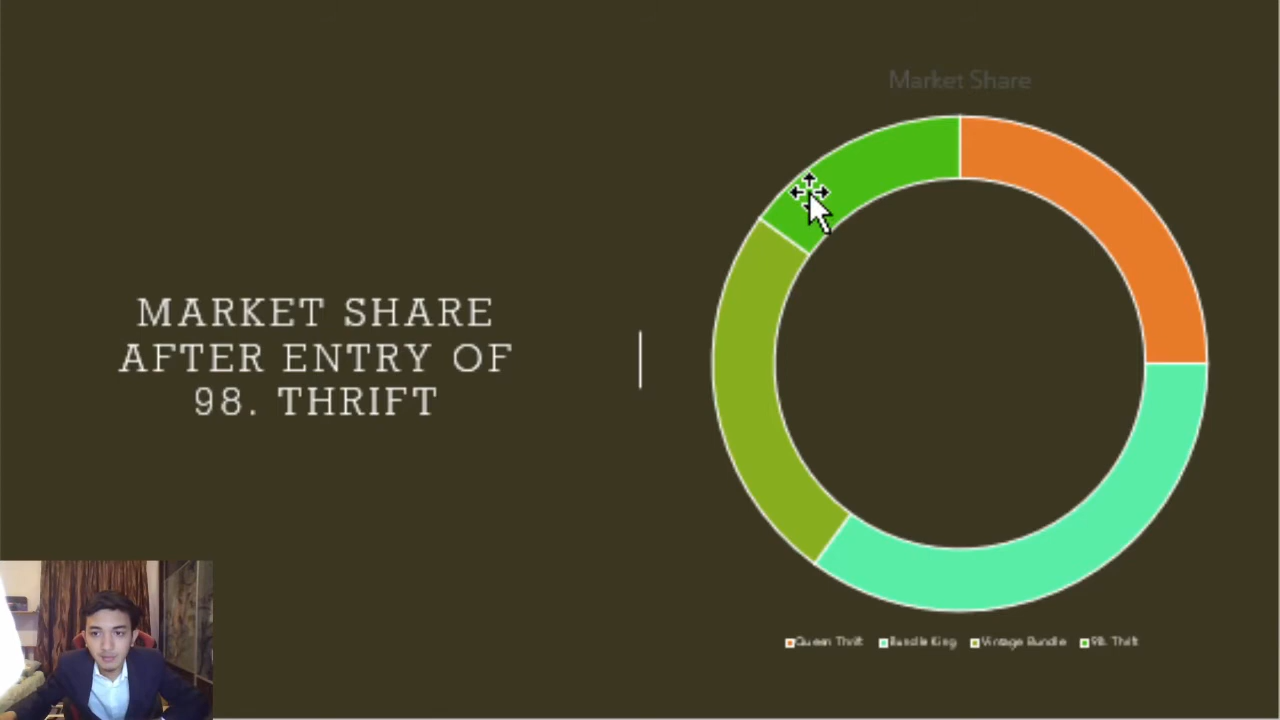 Market Share
MARKET SHARE
AFTER ENTRY OF
98. THRIFT
Queen Thrift Bundle King Vintage Bundle 98. Thrift